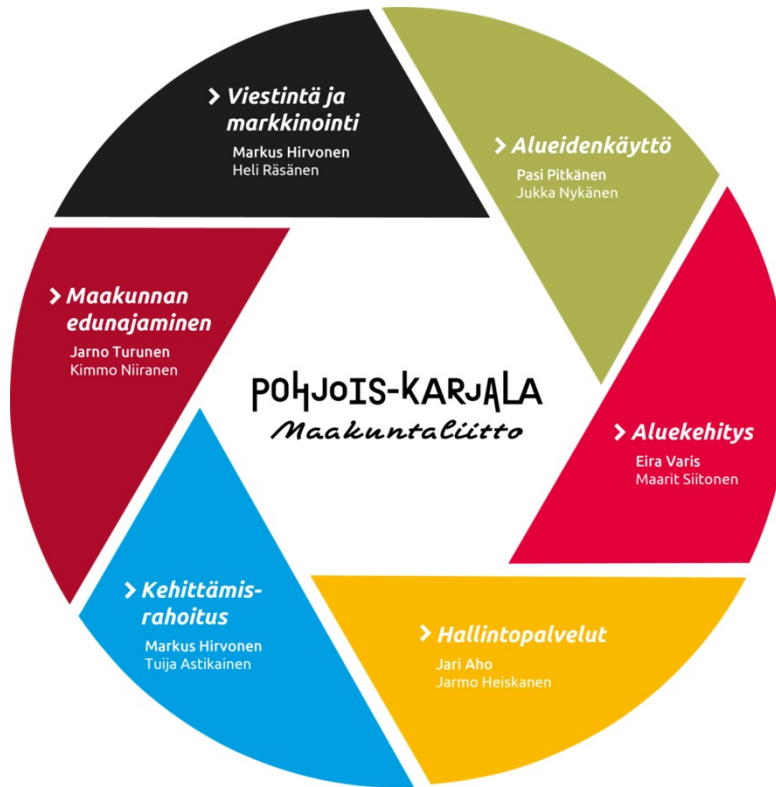 Viestintä ja
markkinointi
Markus Hirvonen
Heli Räsänen
Alueidenkäyttö
Pasi Pitkänen
Jukka Nykänen
Maakunnan
edunajaminen
Jarno Turunen
Kimmo Niiranen
POHJOIS-KARJALA
Maakuntaliitto
Aluekehitys
Eira Varis
Maarit Siitonen
Kehittämis-
rahoitus
Markus Hirvonen
Tuija Astikainen
Hallintopalvelut
Jari Aho
Jarmo Heiskanen